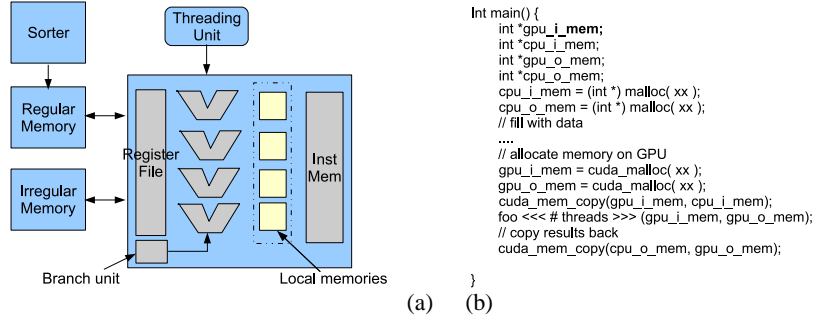 Sorter
Threading
Unit
Regular
Memory
Irregular
Memory
Register
File
Inst
Mem
Branch unit
Local memories
(a)
(b)
Int main() {
int *gpu_i_mem;
int *cpu_i_mem;
int *gpu_o_mem;
int *cpu_o_mem;
cpu_i_mem = (int *) malloc( xx );
cpu_o_mem = (int *) malloc( xx );
// fill with data
....
// allocate memory on GPU
gpu_i_mem = cuda_malloc( xx );
gpu_o_mem = cuda_malloc( xx );
cuda_mem_copy(gpu_i_mem, cpu_i_mem);
foo <<< # threads >>> (gpu_i_mem, gpu_o_mem);
// copy results back
cuda_mem_copy(cpu_o_mem, gpu_o_mem);
}